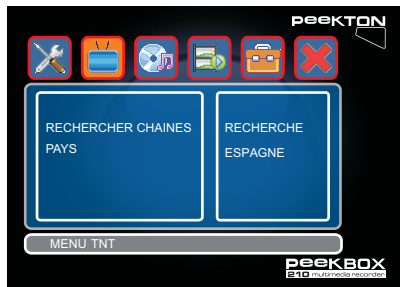 PEEKTON
RECHERCHER CHAINES
PAYS
RECHERCHE
ESPAGNE
MENU TNT
PEEKBOX
210 multimedia recorder